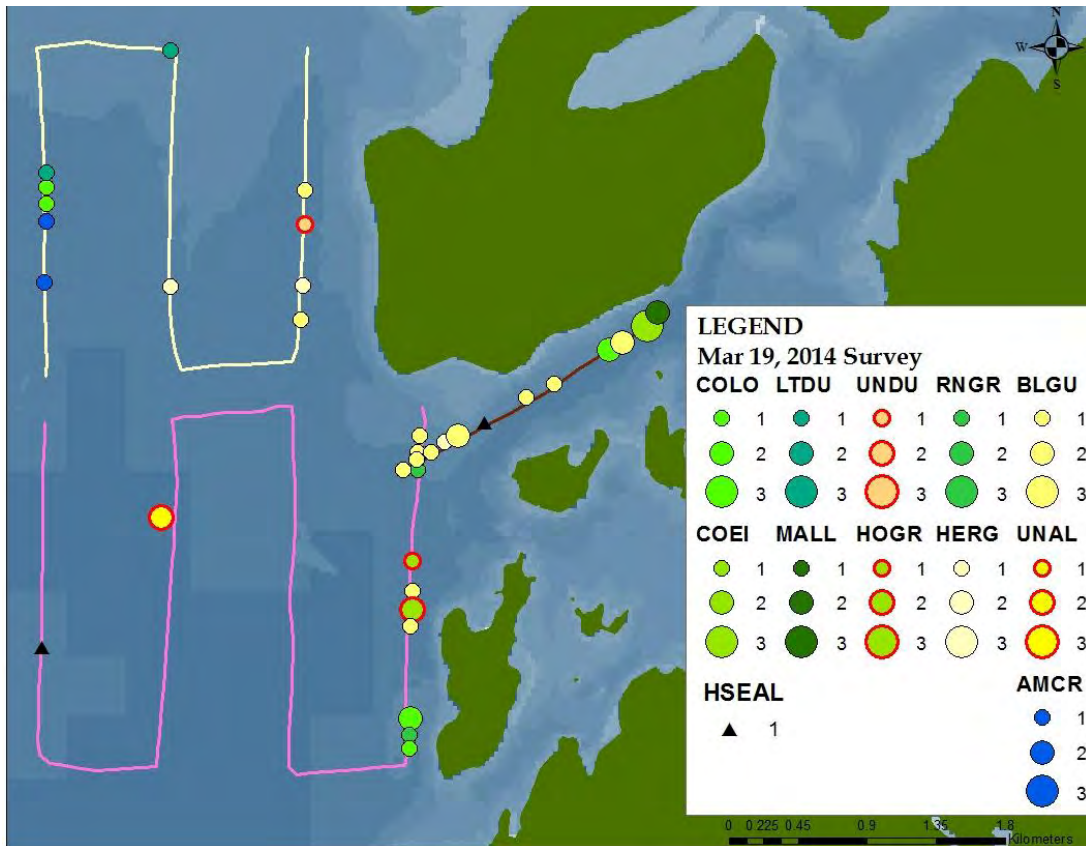 N
W E
S
LEGEND
Mar 19, 2014 Survey
COLO LTDU UNDU RNGR BLGU
1 1 1 1 1
2 2 2 2 2
3 3 3 3 3
COEI MALL HOGR HERG UNAL
1 1 1 1 1
2 2 2 2 2
3 3 3 3 3
HSEAL AMCR
1 1
2
3
0 0.225 0.45 0.9 1.35 1.8
Kilometers